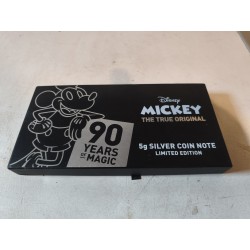 Disney
MICKEY
THE TRUE ORIGINAL
90
YEARS
OF
MAGIC
5g SILVER COIN NOTE
LIMITED EDITION